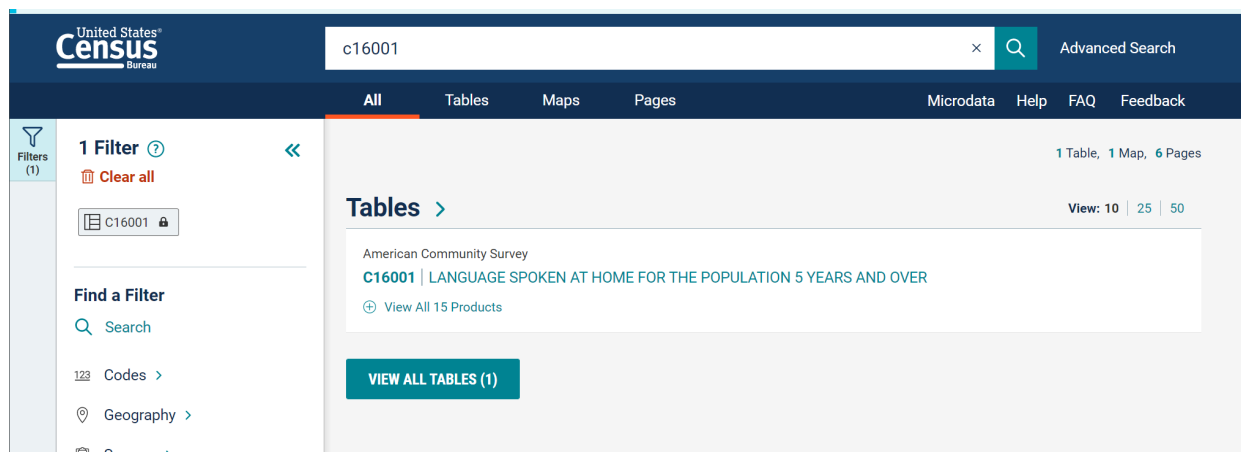 United States®
Census
Bureau
c16001
Advanced Search
All Tables Maps Pages Microdata Help FAQ Feedback
Filters
(1)
1 Filter
Clear all
C16001
Find a Filter
Search
123 Codes
Geography
1 Table, 1 Map, 6 Pages
Tables
View: 10 | 25 | 50
American Community Survey
C16001 | LANGUAGE SPOKEN AT HOME FOR THE POPULATION 5 YEARS AND OVER
View All 15 Products
VIEW ALL TABLES (1)